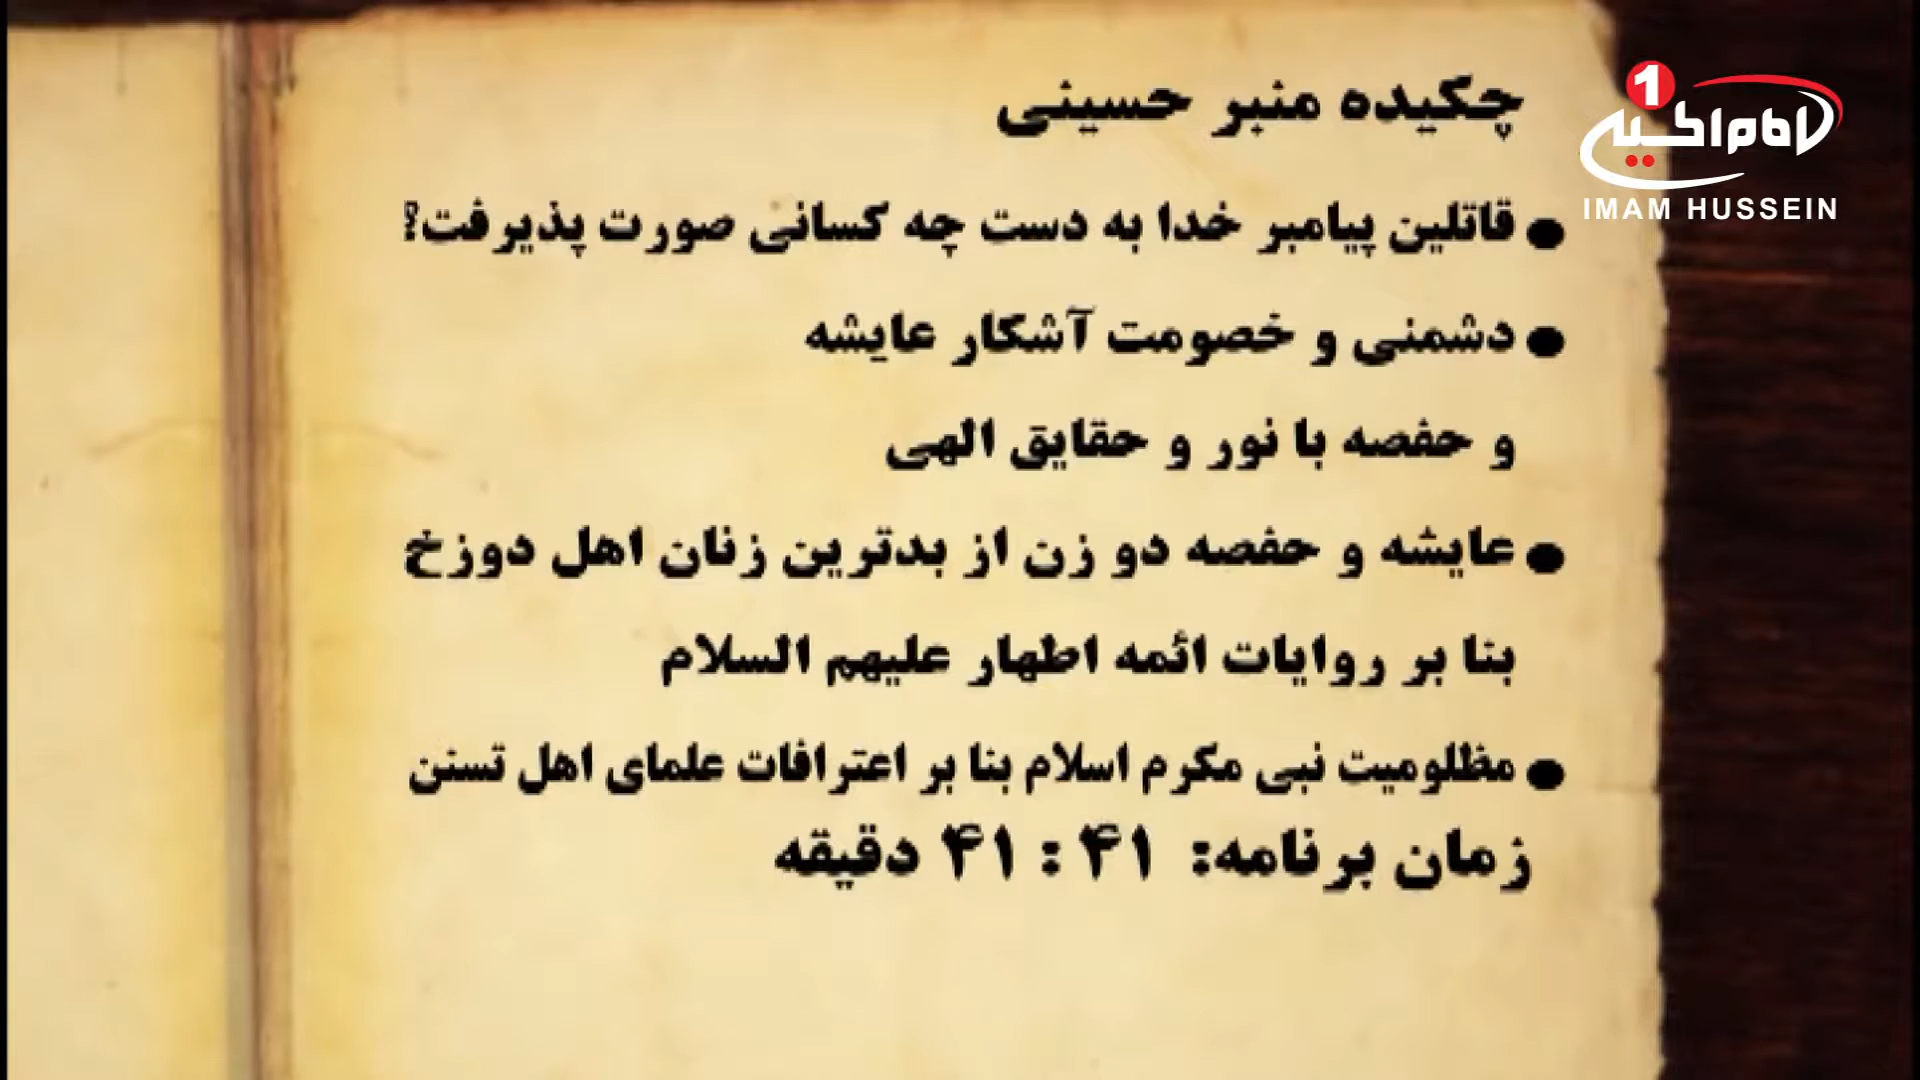 چکیده منبر حسینی
1
امام الحسین
IMAM HUSSEIN
● قاتلین پیامبر خدا به دست چه کسانی صورت پذیرفت؟
● دشمنی و خصومت آشکار عایشه
و حفصه با نور و حقایق الهی
● عایشه و حفصه دو زن از بدترین زنان اهل دوزخ
بنا بر روایات ائمه اطهار علیهم السلام
● مظلومیت نبی مکرم اسلام بنا بر اعترافات علمای اهل تسنن
زمان برنامه: ۴۱ : ۴۱ دقیقه